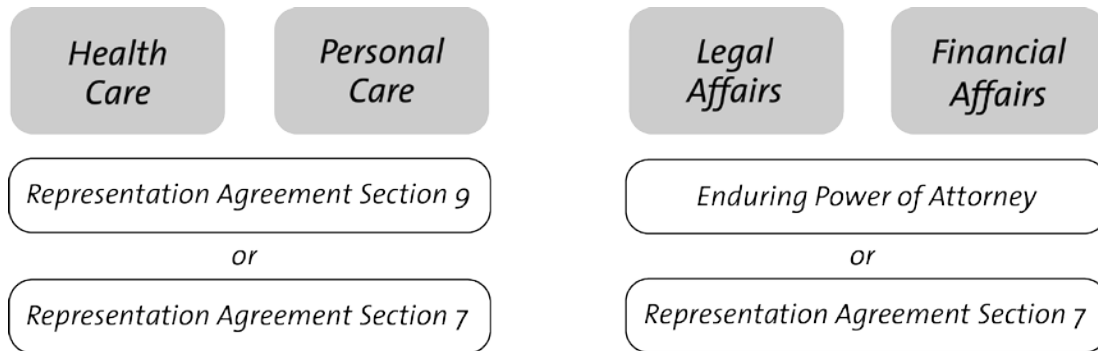 Health
Care
Personal
Care
Legal
Affairs
Financial
Affairs
Representation Agreement Section 9
or
Representation Agreement Section 7
Enduring Power of Attorney
or
Representation Agreement Section 7